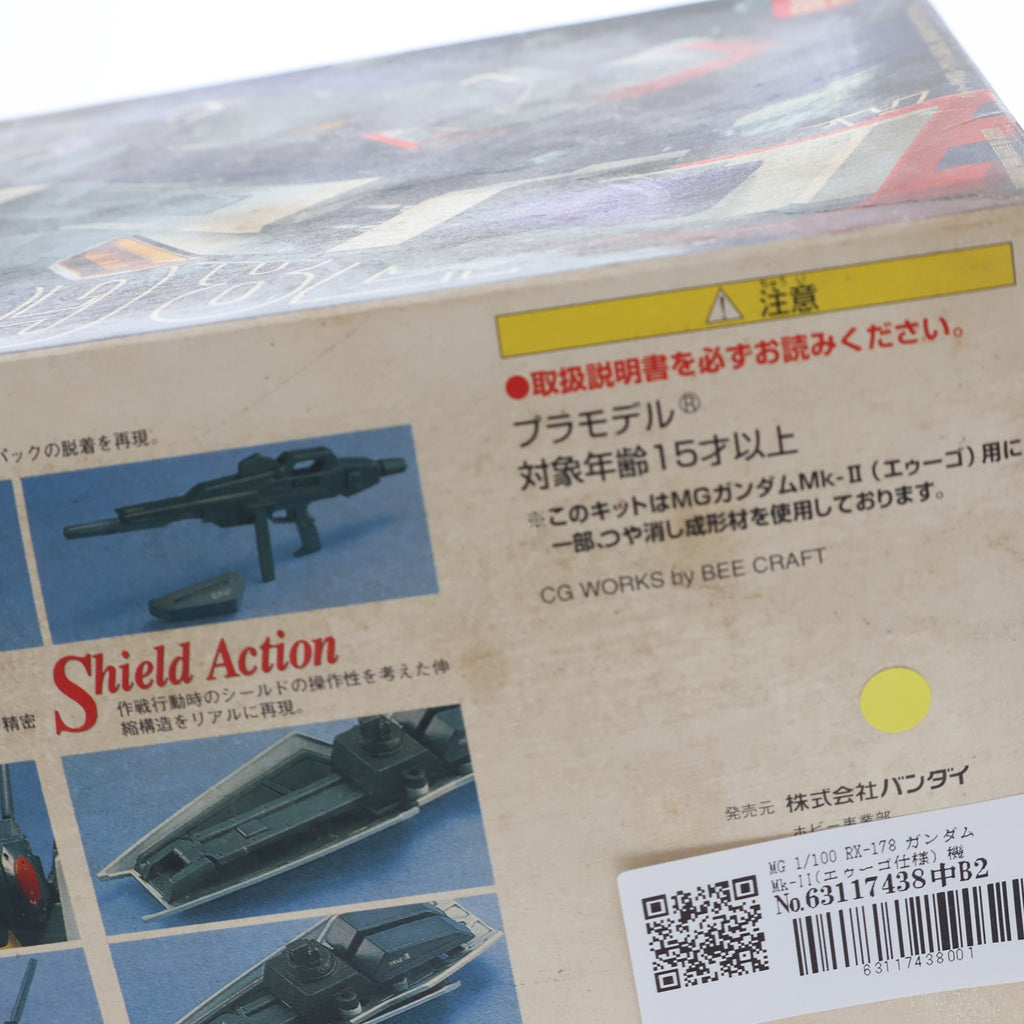 注意
●取扱説明書を必ずお読みください。
プラモデル®
対象年齢15才以上
※このキットはMGガンダムMk-Ⅱ(エゥーゴ)用に
一部、つや消し成形材を使用しております。
CG WORKS by BEE CRAFT
バックの脱着を再現。
Shield Action
作戦行動時のシールドの操作性を考えた伸
縮構造をリアルに再現。
精密
発売元 株式会社バンダイ
ホビー事業部
MG 1/100 RX-178 ガンダム
Mk-II(エゥーゴ仕様) 機
No.63117438中B2
63117438001